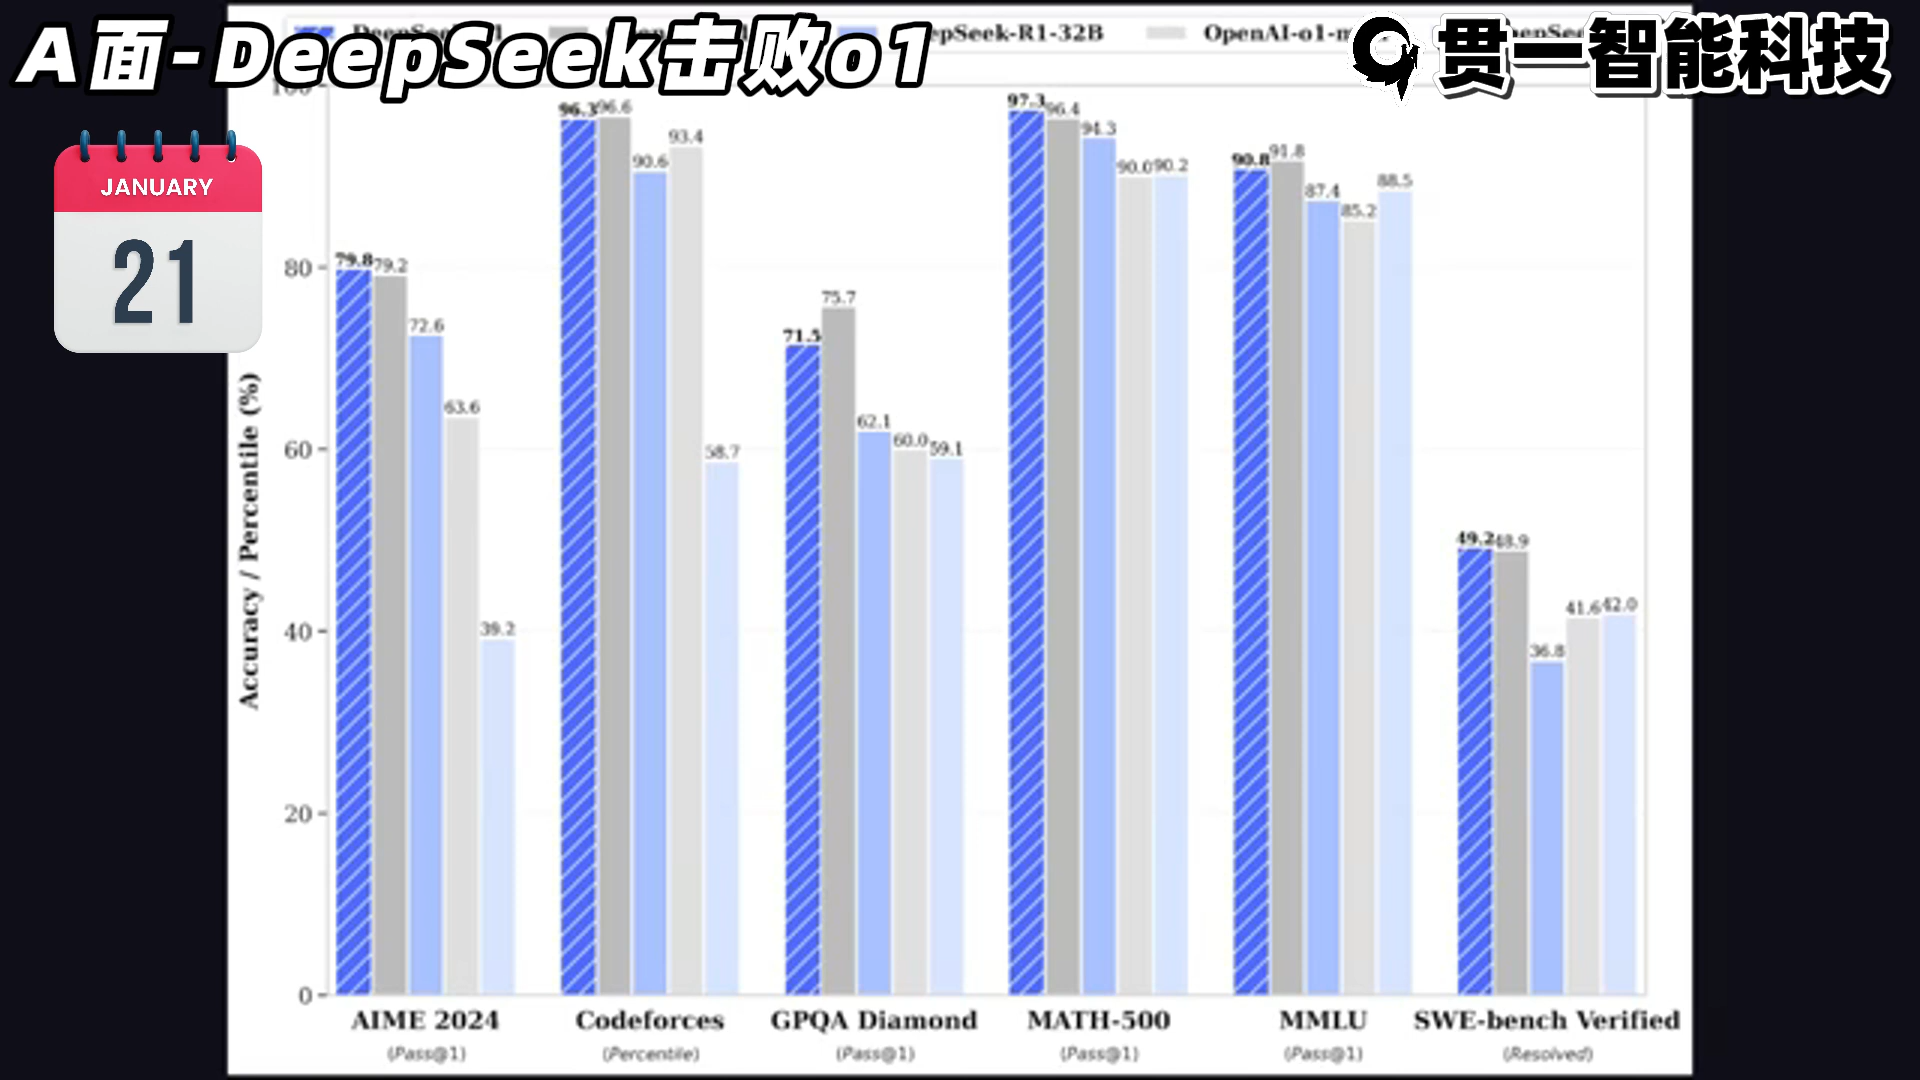 A面-DeepSeek击败o1
贯一智能科技
DeepSeek-R1-32B
OpenAI-o1-m
JANUARY
21
Accuracy / Percentile (%)
100
80
60
40
20
0
79.8 79.2 72.6 63.6 39.2
96.3 96.6 90.6 93.4 58.7
71.5 75.7 62.1 60.0 59.1
97.3 96.4 94.3 90.0 90.2
90.8 91.8 87.4 85.2 88.5
49.2 48.9 36.8 41.6 42.0
AIME 2024
(Pass@1)
Codeforces
(Percentile)
GPQA Diamond
(Pass@1)
MATH-500
(Pass@1)
MMLU
(Pass@1)
SWE-bench Verified
(Resolved)